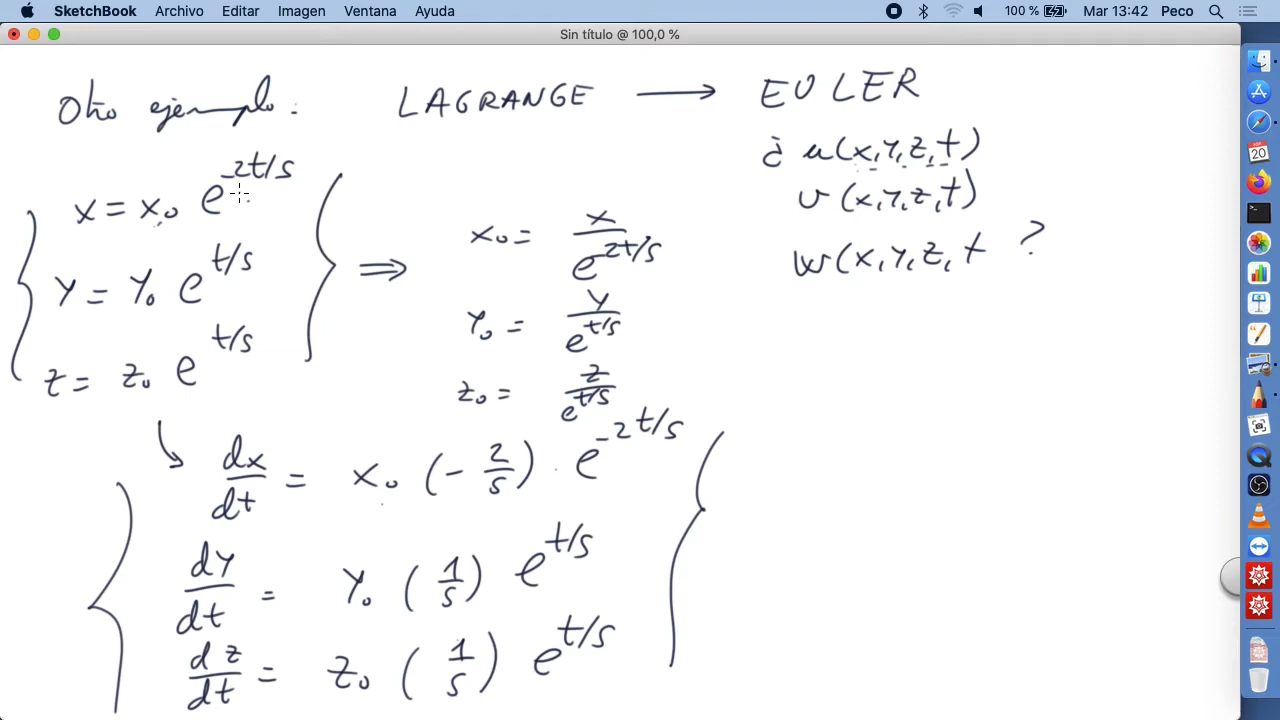 SketchBook Archivo Editar Imagen Ventana Ayuda 100 % Mar 13:42 Peco
Sin título @ 100,0 %
Otro ejemplo: LAGRANGE → EULER
¿ u(x,y,z,t)
v(x,y,z,t)
w(x,y,z,t ?
x = x₀ e^-2t/s
y = y₀ e^t/s
z = z₀ e^t/s
⇒
x₀ = x/e^-2t/s
y₀ = y/e^t/s
z₀ = z/e^t/s
dx/dt = x₀ (- 2/s) · e^-2t/s
dy/dt = y₀ (1/s) e^t/s
dz/dt = z₀ (1/s) e^t/s
20